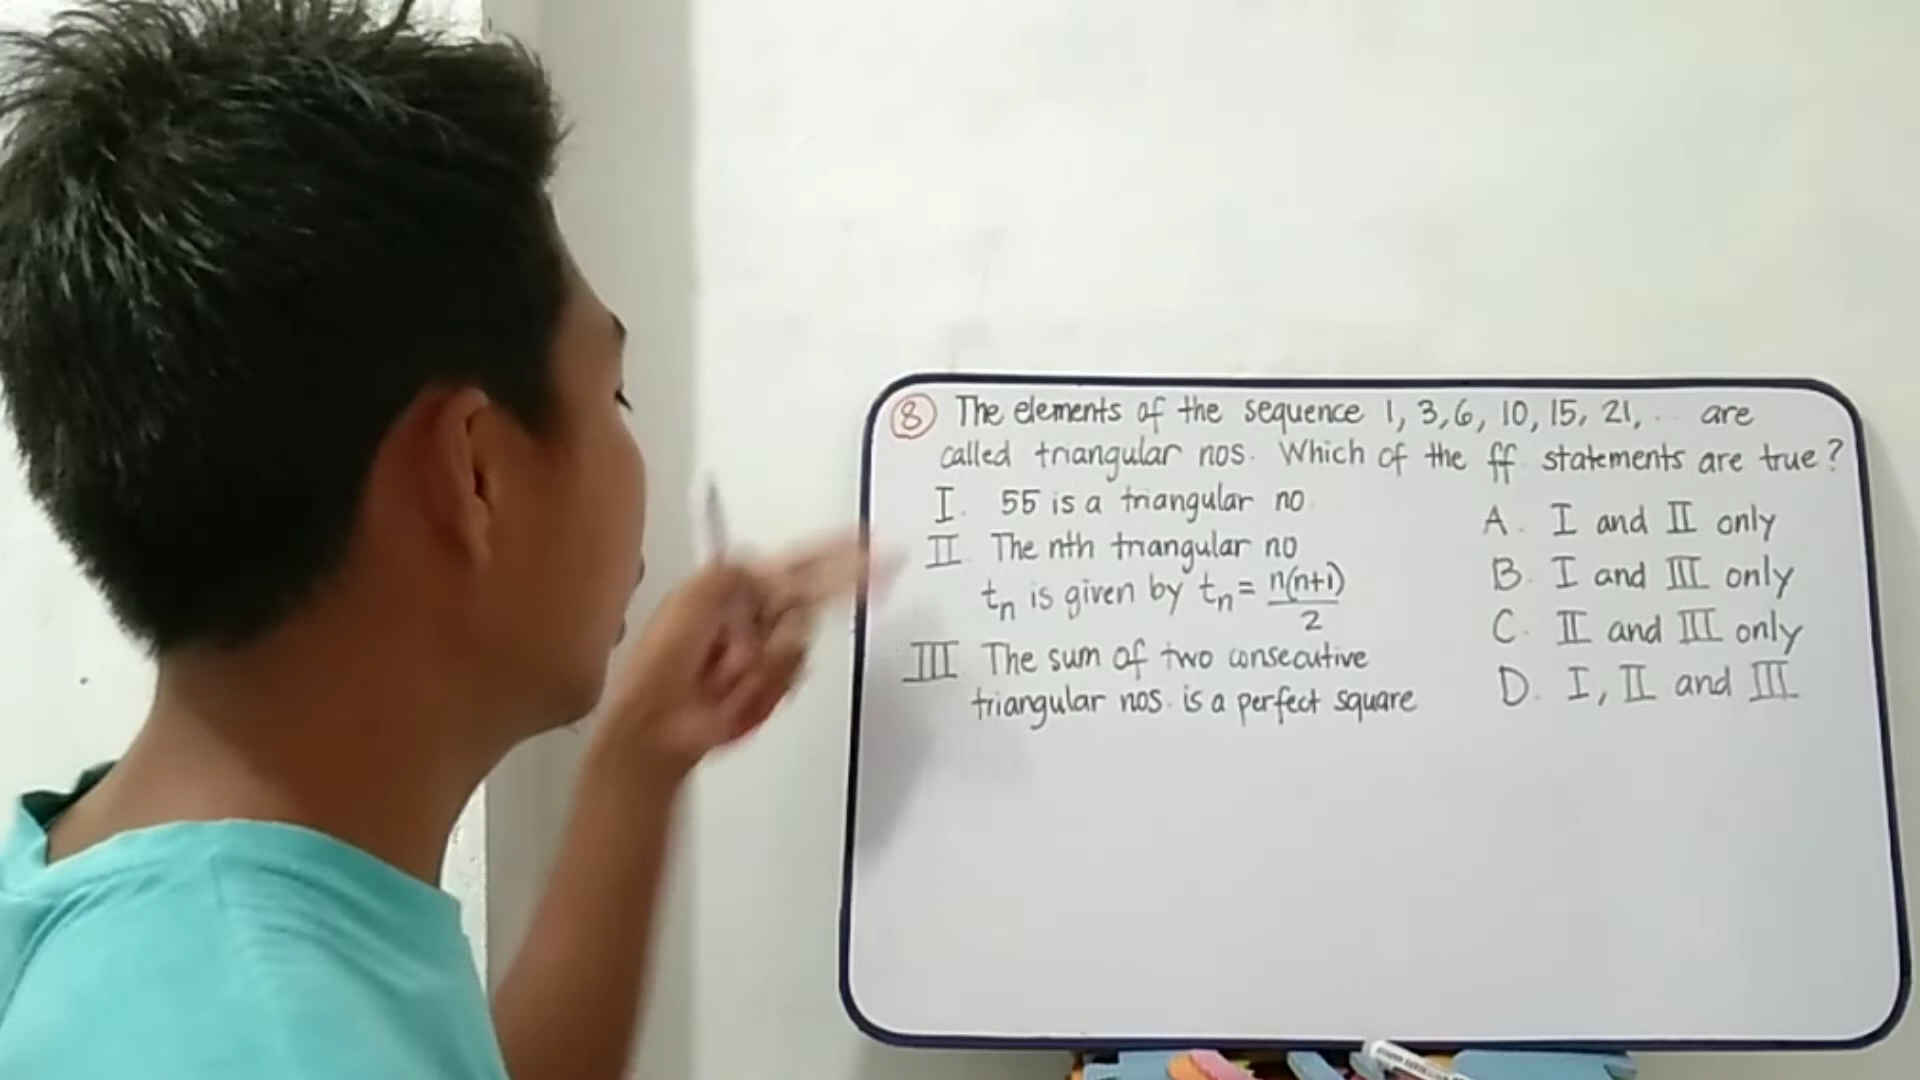 8 The elements of the sequence 1, 3, 6, 10, 15, 21, ... are
called triangular nos. Which of the ff statements are true?
I. 55 is a triangular no.
II. The nth triangular no
tn is given by tn = n(n+1)/2
III The sum of two consecutive
triangular nos. is a perfect square
A. I and II only
B. I and III only
C. II and III only
D. I, II and III